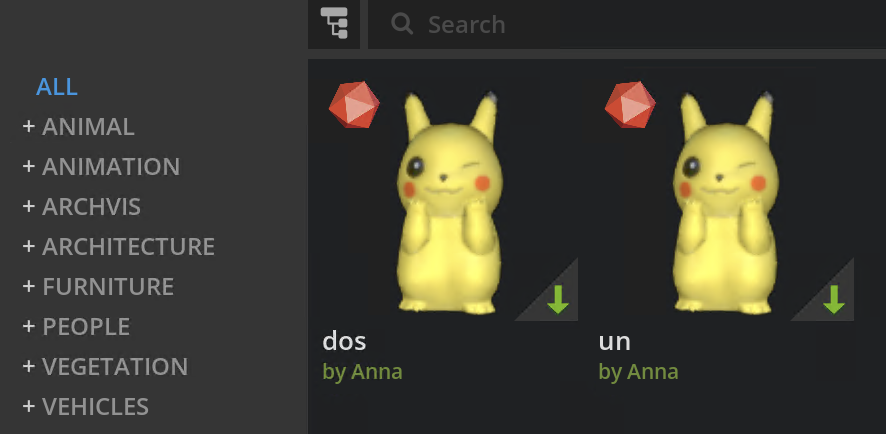 Search
ALL
+ ANIMAL
+ ANIMATION
+ ARCHVIS
+ ARCHITECTURE
+ FURNITURE
+ PEOPLE
+ VEGETATION
+ VEHICLES
dos
by Anna
un
by Anna